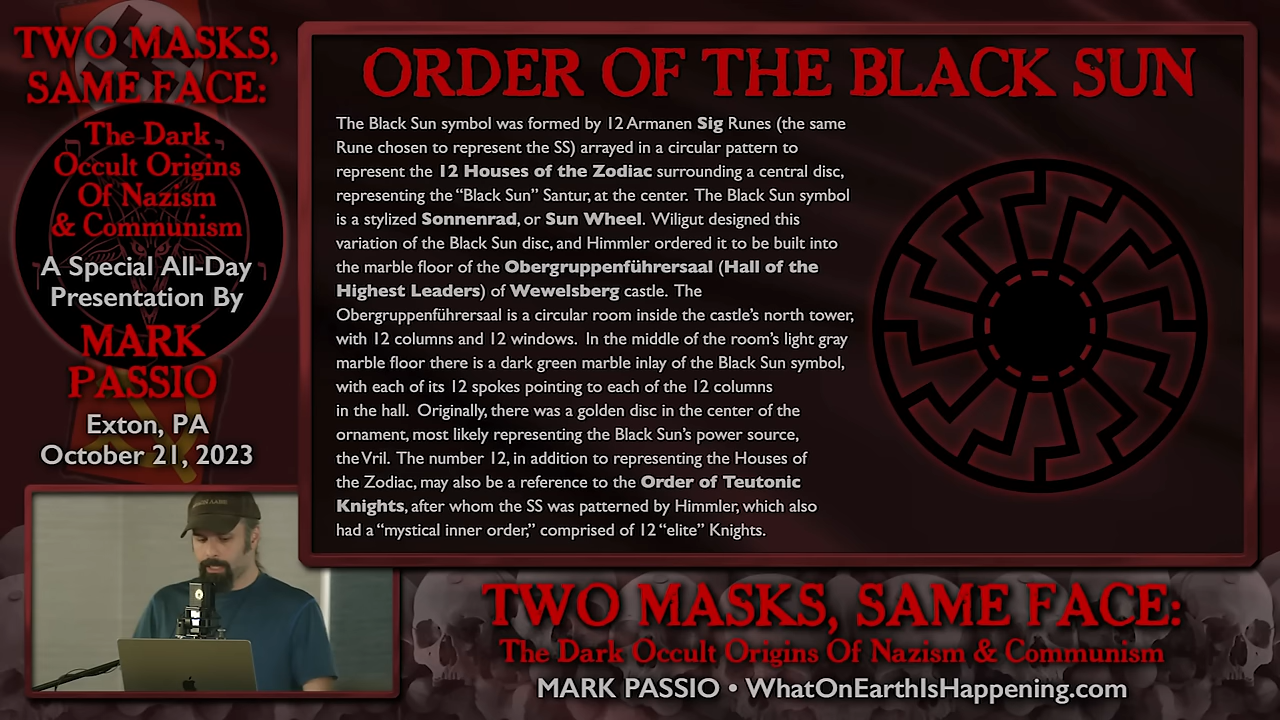 TWO MASKS,
SAME FACE:
The Dark
Occult Origins
Of Nazism
& Communism
A Special All-Day
Presentation By
MARK
PASSIO
Exton, PA
October 21, 2023
ORDER OF THE BLACK SUN
The Black Sun symbol was formed by 12 Armanen Sig Runes (the same
Rune chosen to represent the SS) arrayed in a circular pattern to
represent the 12 Houses of the Zodiac surrounding a central disc,
representing the “Black Sun” Santur, at the center. The Black Sun symbol
is a stylized Sonnenrad, or Sun Wheel. Wiligut designed this
variation of the Black Sun disc, and Himmler ordered it to be built into
the marble floor of the Obergruppenführersaal (Hall of the
Highest Leaders) of Wewelsberg castle. The
Obergruppenführersaal is a circular room inside the castle’s north tower,
with 12 columns and 12 windows. In the middle of the room’s light gray
marble floor there is a dark green marble inlay of the Black Sun symbol,
with each of its 12 spokes pointing to each of the 12 columns
in the hall. Originally, there was a golden disc in the center of the
ornament, most likely representing the Black Sun’s power source,
the Vril. The number 12, in addition to representing the Houses of
the Zodiac, may also be a reference to the Order of Teutonic
Knights, after whom the SS was patterned by Himmler, which also
had a “mystical inner order,” comprised of 12 “elite” Knights.
TWO MASKS, SAME FACE:
The Dark Occult Origins Of Nazism & Communism
MARK PASSIO • WhatOnEarthIsHappening.com